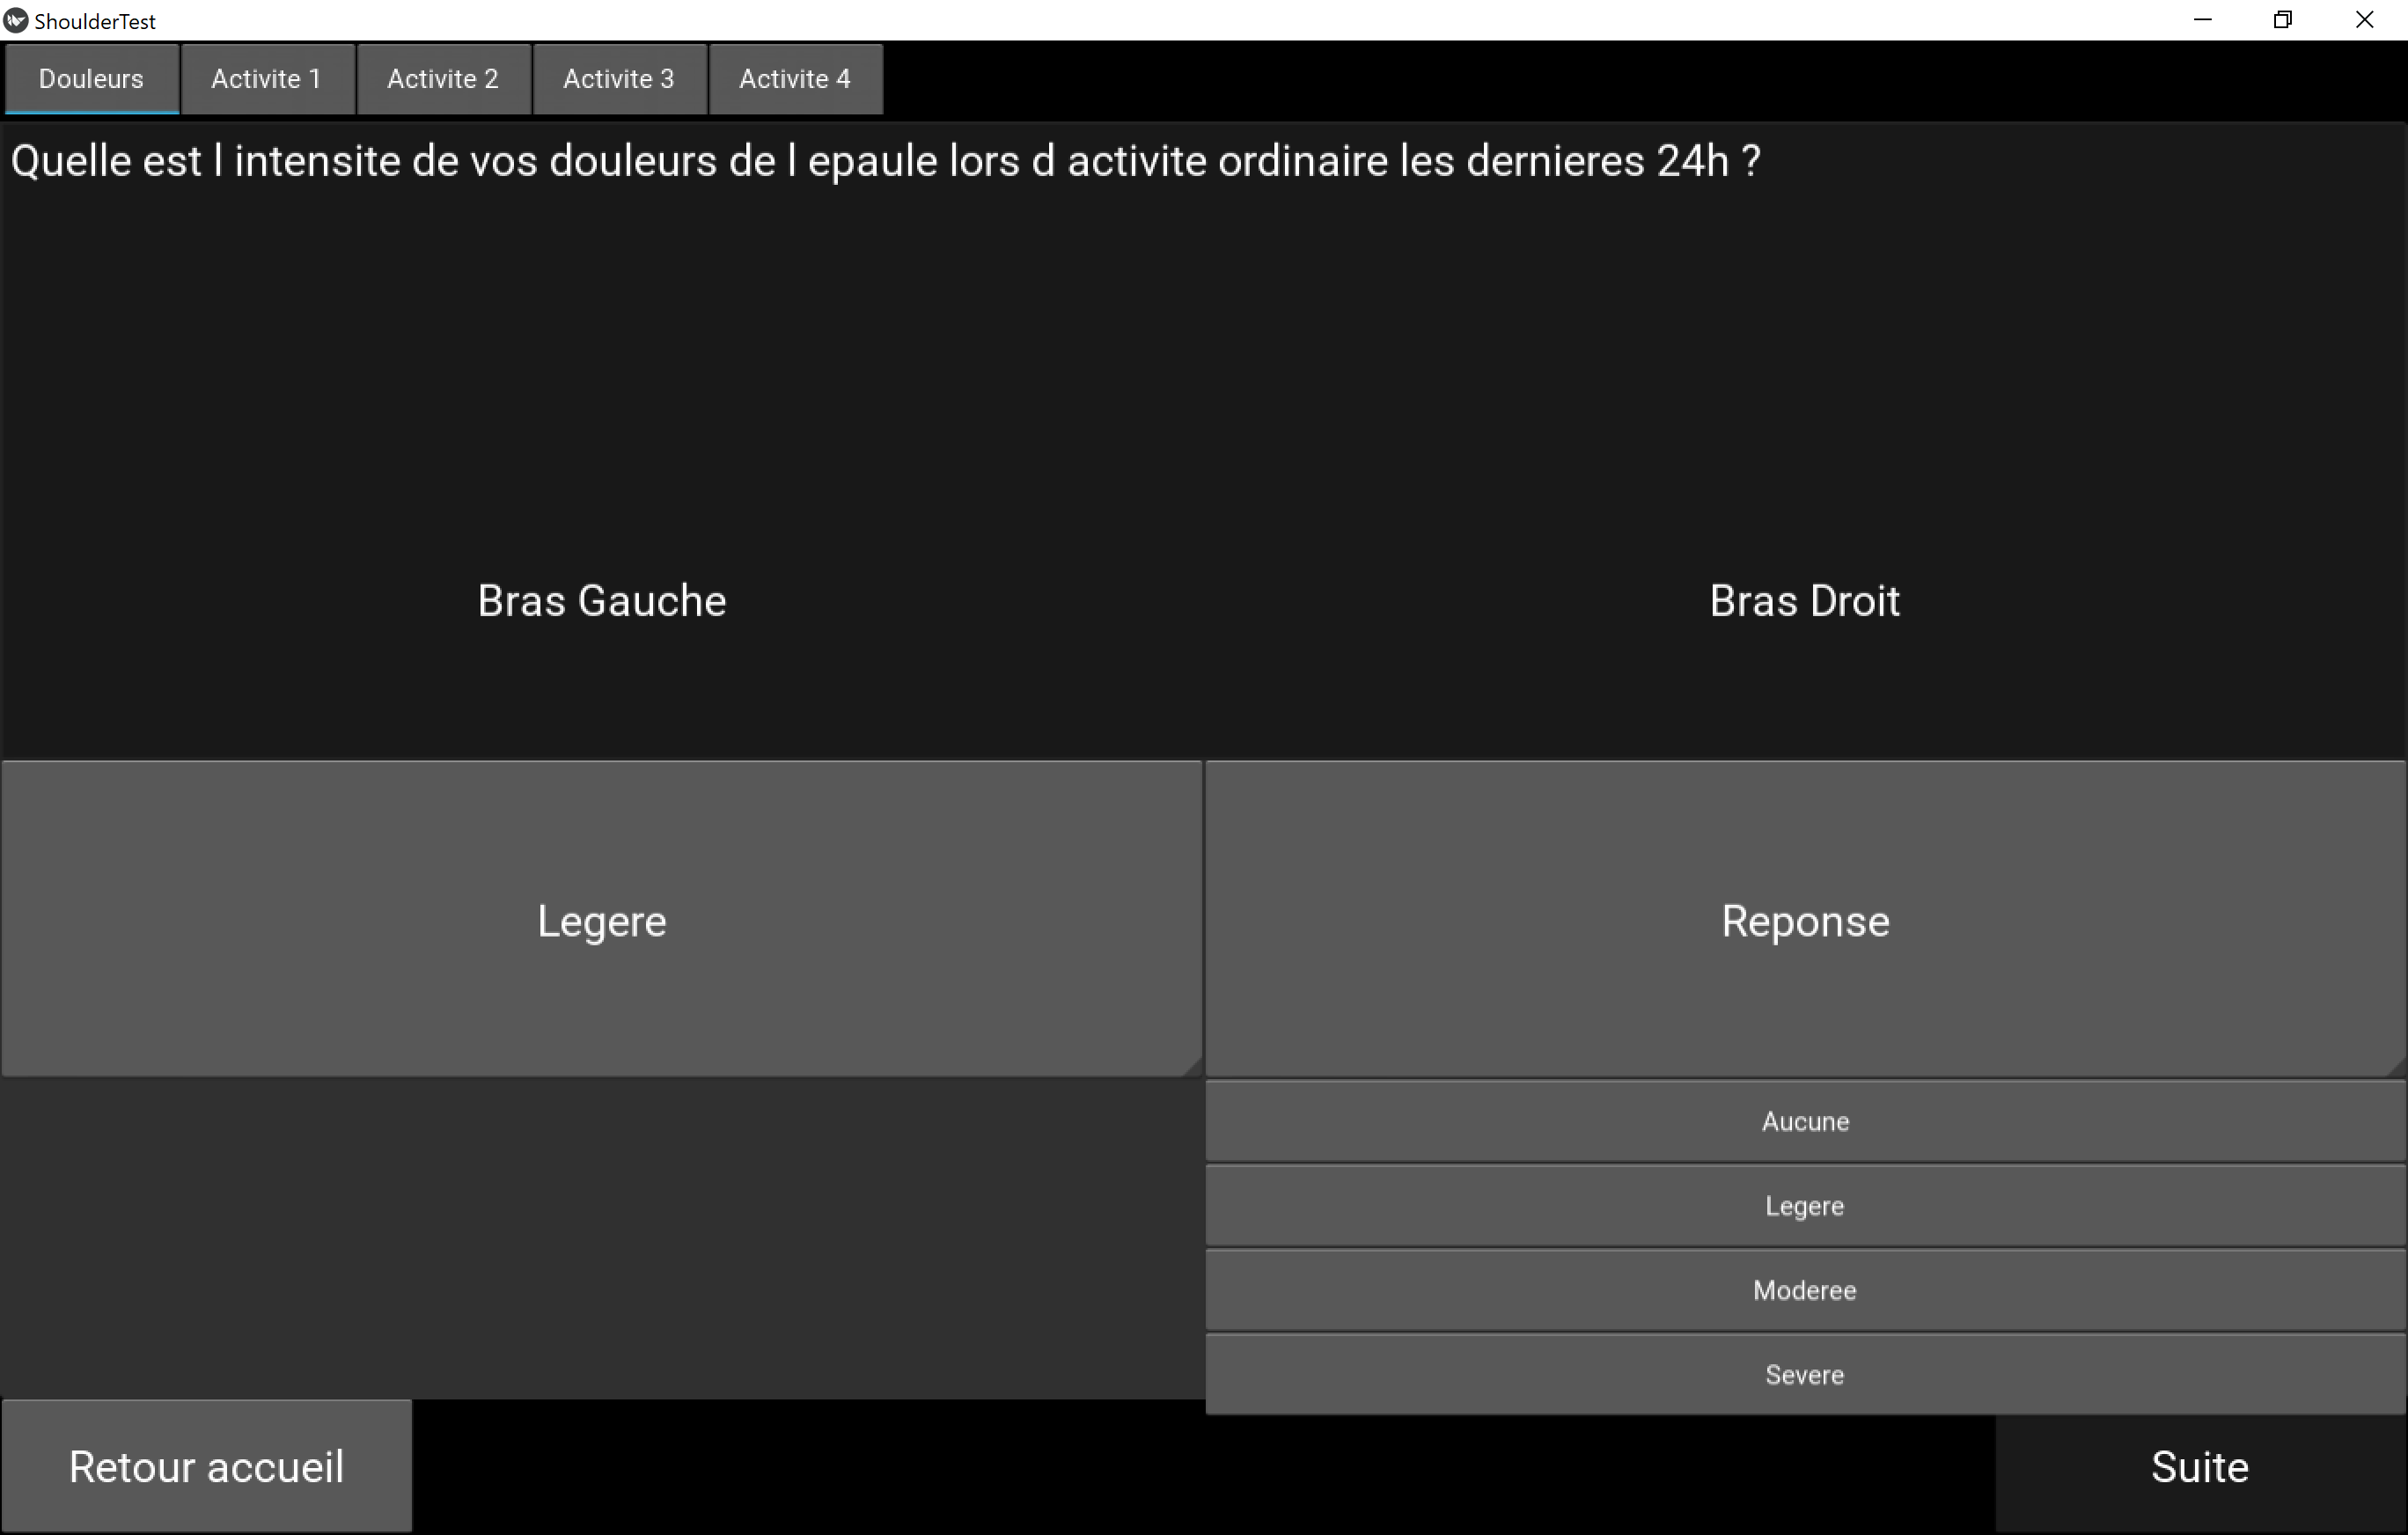 ShoulderTest
Douleurs Activite 1 Activite 2 Activite 3 Activite 4
Quelle est l intensite de vos douleurs de l epaule lors d activite ordinaire les dernieres 24h ?
Bras Gauche Bras Droit
Legere Reponse
Aucune
Legere
Moderee
Severe
Retour accueil Suite